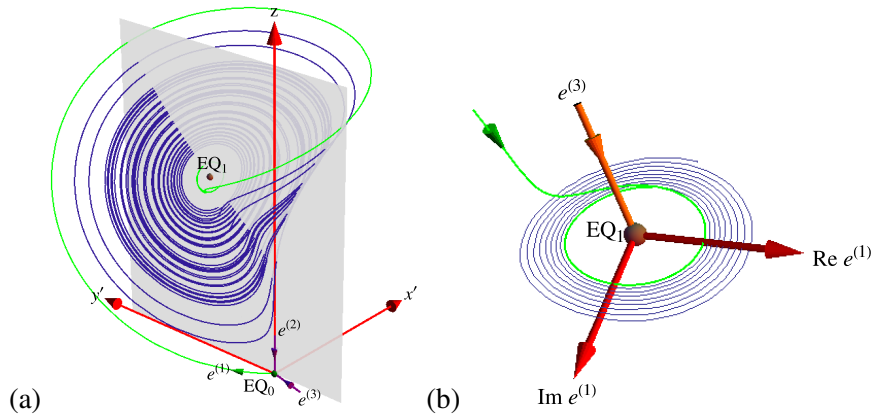 z
EQ₁
y′
x′
e⁽²⁾
e⁽¹⁾
EQ₀
e⁽³⁾
(a)
e⁽³⁾
EQ₁
Re e⁽¹⁾
Im e⁽¹⁾
(b)